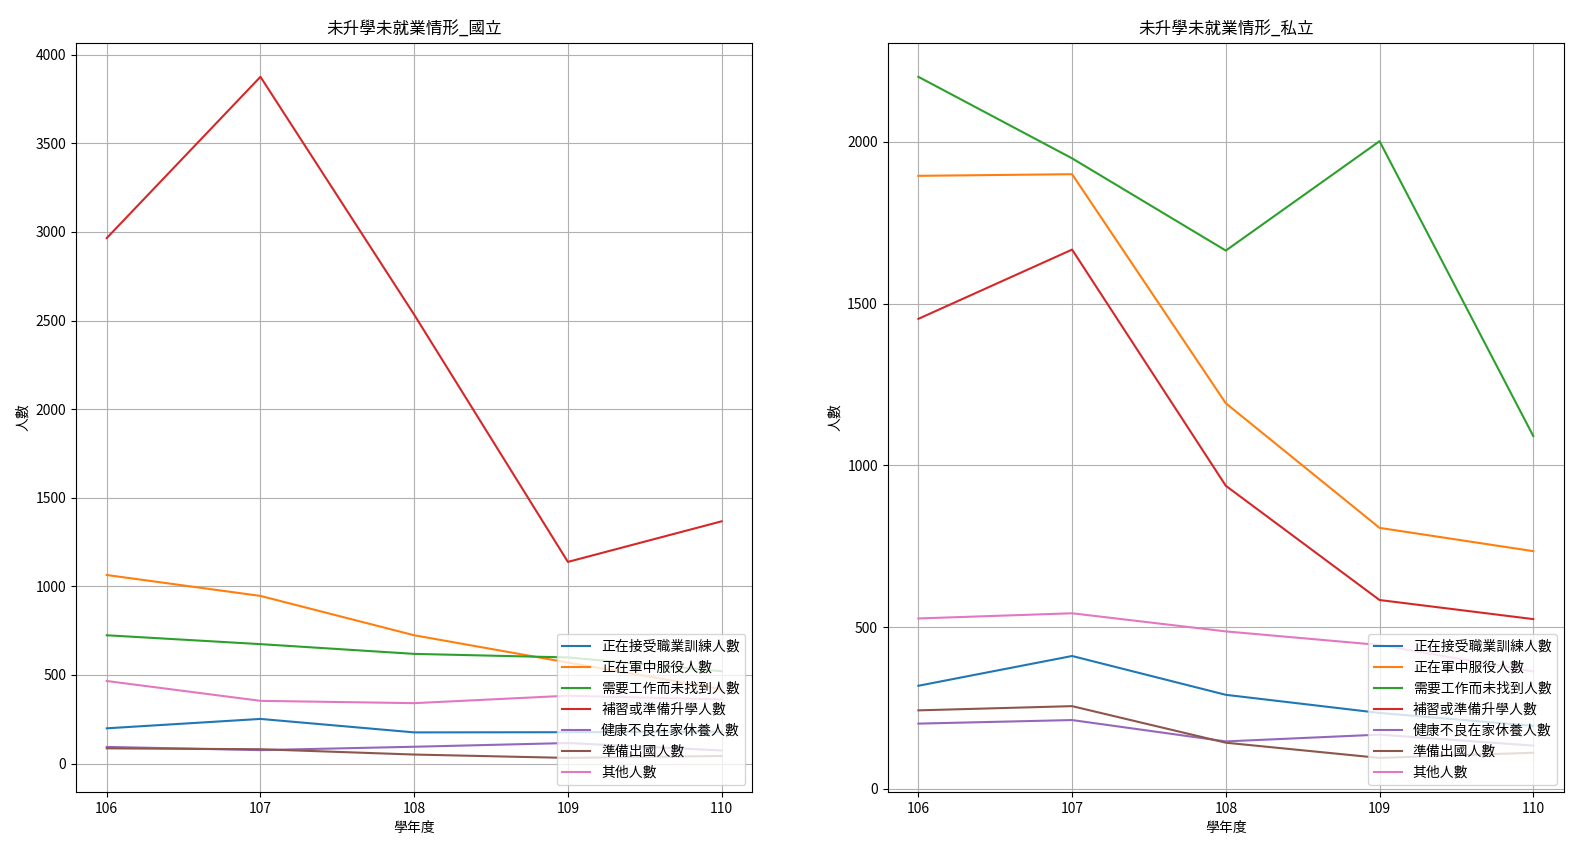 未升學未就業情形_國立
4000
3500
3000
2500
2000
1500
1000
500
0
人數
106 107 108 109 110
學年度
正在接受職業訓練人數
正在軍中服役人數
需要工作而未找到人數
補習或準備升學人數
健康不良在家休養人數
準備出國人數
其他人數
未升學未就業情形_私立
2000
1500
1000
500
0
人數
106 107 108 109 110
學年度
正在接受職業訓練人數
正在軍中服役人數
需要工作而未找到人數
補習或準備升學人數
健康不良在家休養人數
準備出國人數
其他人數